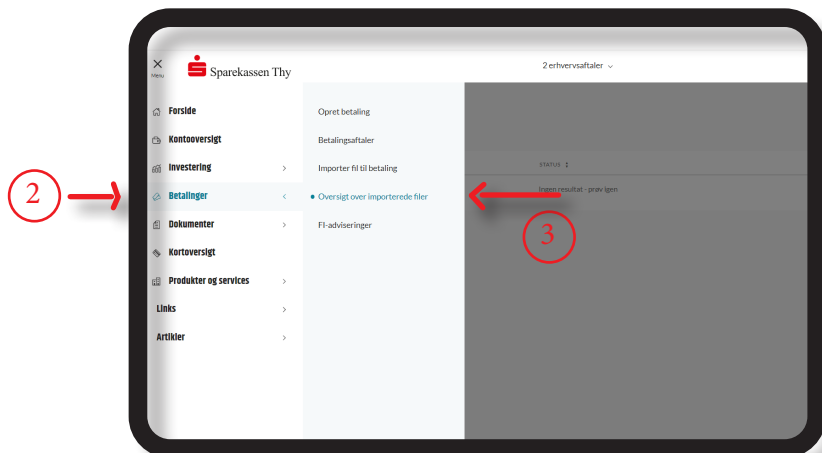 Menu
Sparekassen Thy
2 erhvervsaftaler
Forside
Kontooversigt
Investering
Betalinger
Dokumenter
Kortoversigt
Produkter og services
Links
Artikler
Opret betaling
Betalingsaftaler
Importer fil til betaling
Oversigt over importerede filer
FI-adviseringer
STATUS
Ingen resultat - prøv igen
2
3